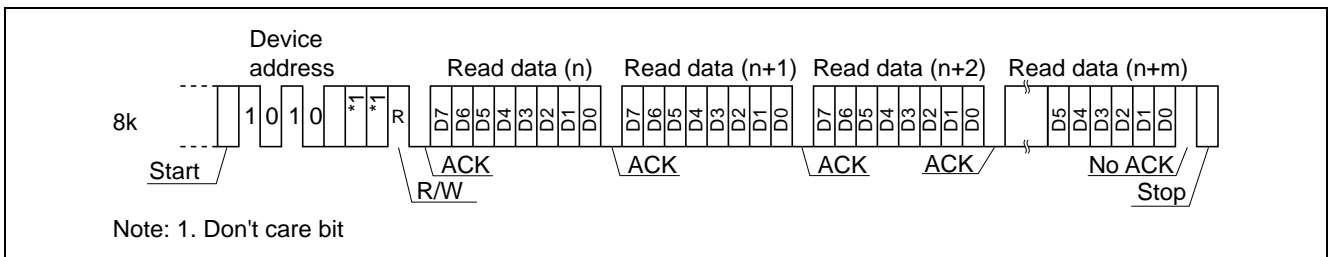 Device
address
Read data (n) Read data (n+1) Read data (n+2) Read data (n+m)
8k
1 0 1 0 *1 *1 R D7 D6 D5 D4 D3 D2 D1 D0 D7 D6 D5 D4 D3 D2 D1 D0 D7 D6 D5 D4 D3 D2 D1 D0 D5 D4 D3 D2 D1 D0
Start ACK ACK ACK ACK No ACK
R/W Stop
Note: 1. Don't care bit